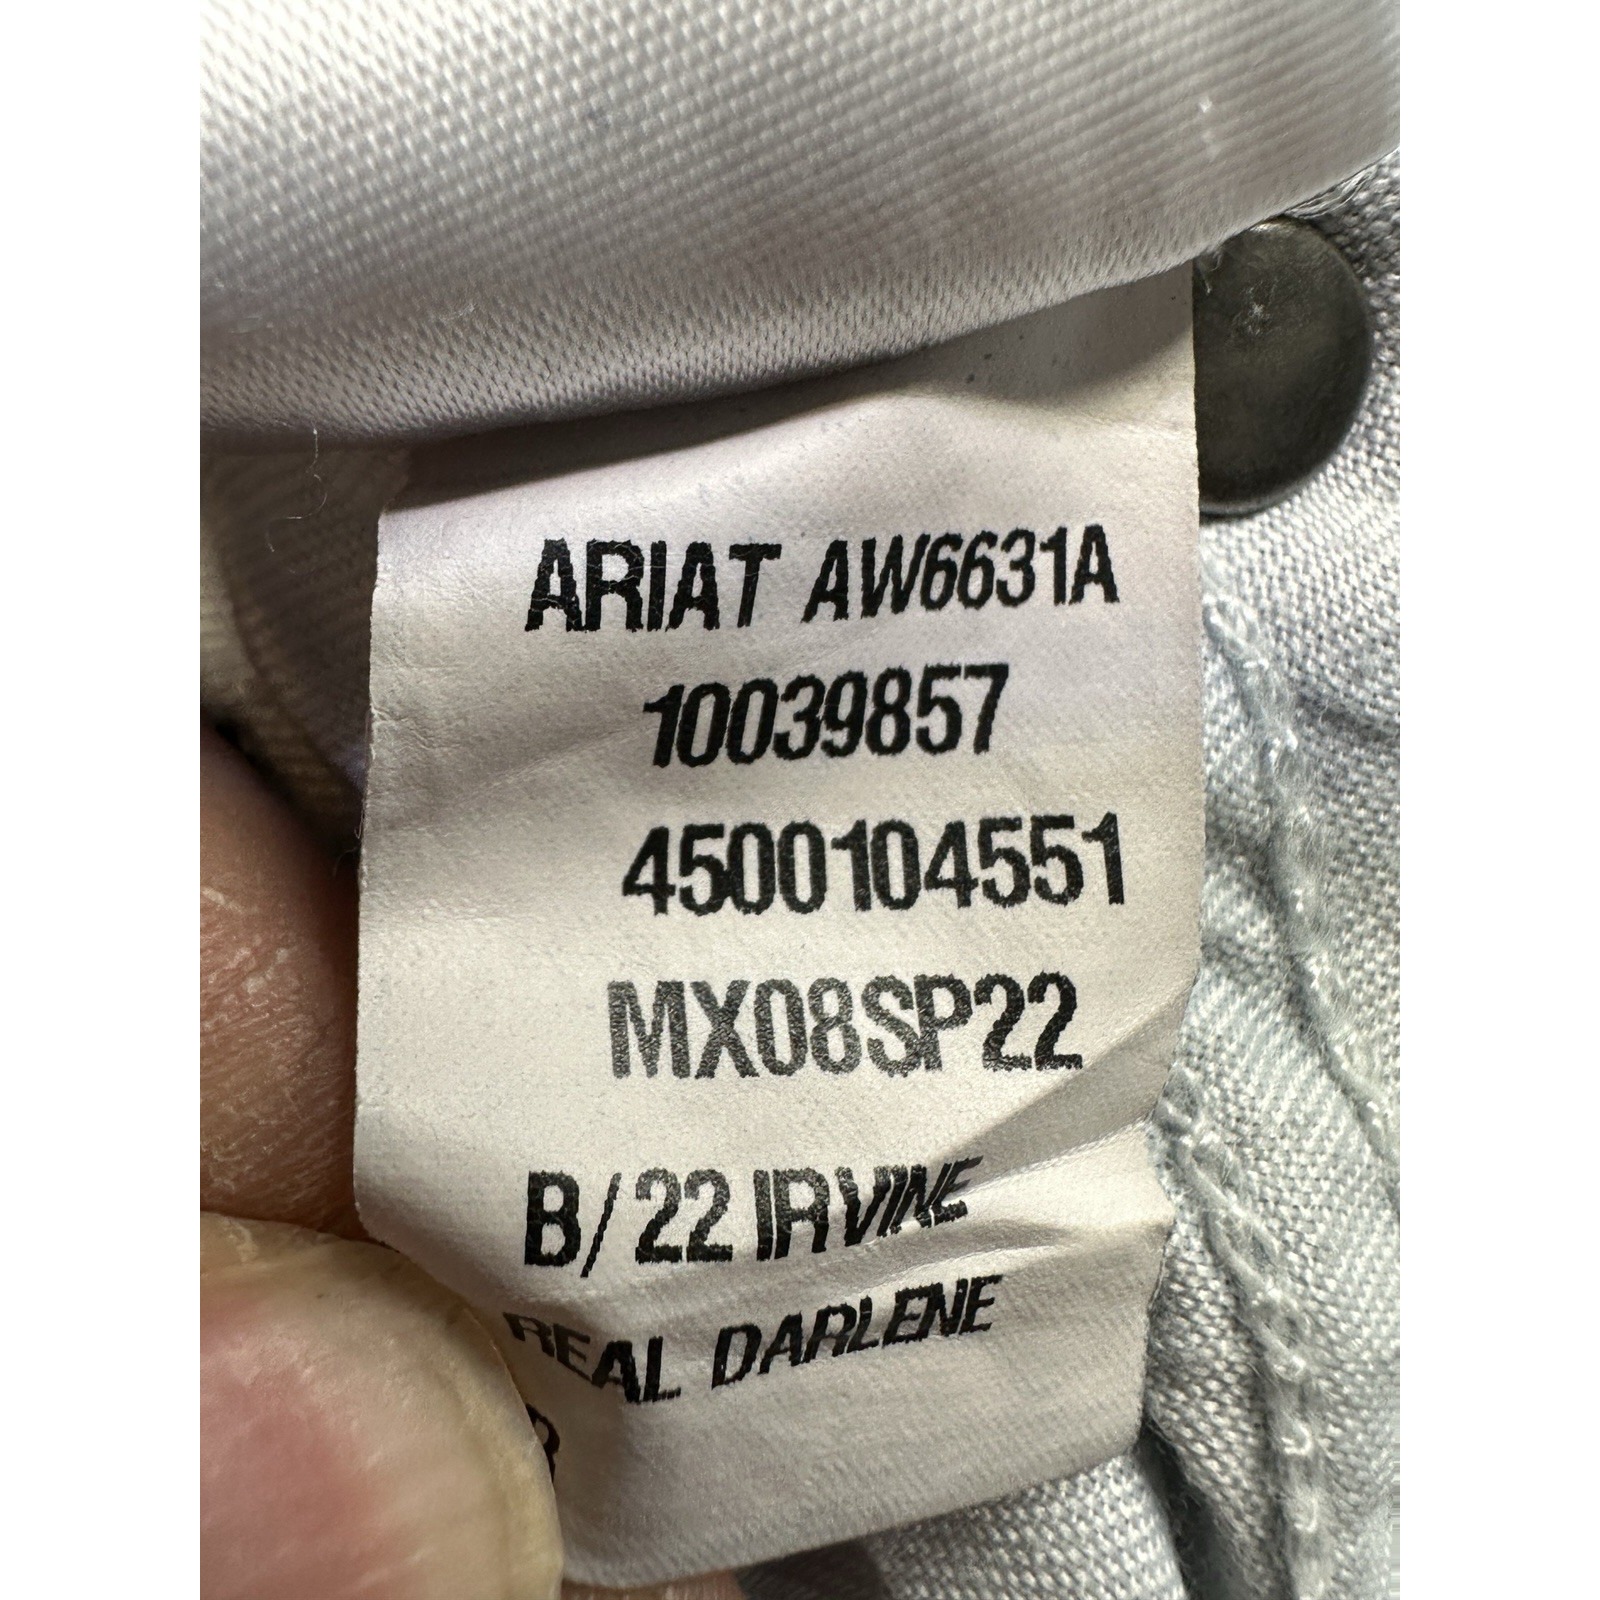 ARIAT AW6631A
10039857
4500104551
MX08SP22
B/22 IRVINE
REAL DARLENE